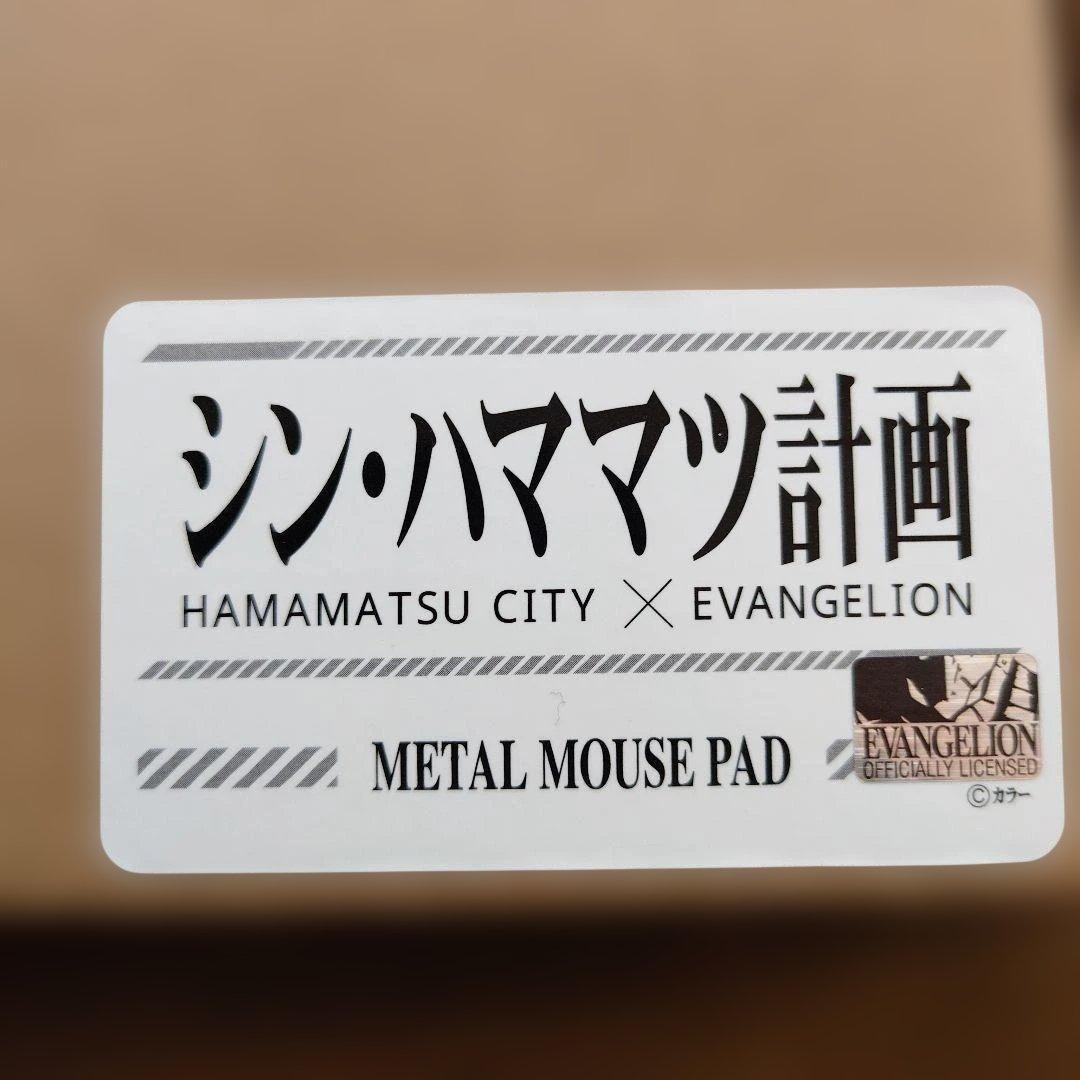 シン・ハママツ計画
HAMAMATSU CITY × EVANGELION
METAL MOUSE PAD
EVANGELION
OFFICIALLY LICENSED
©カラー